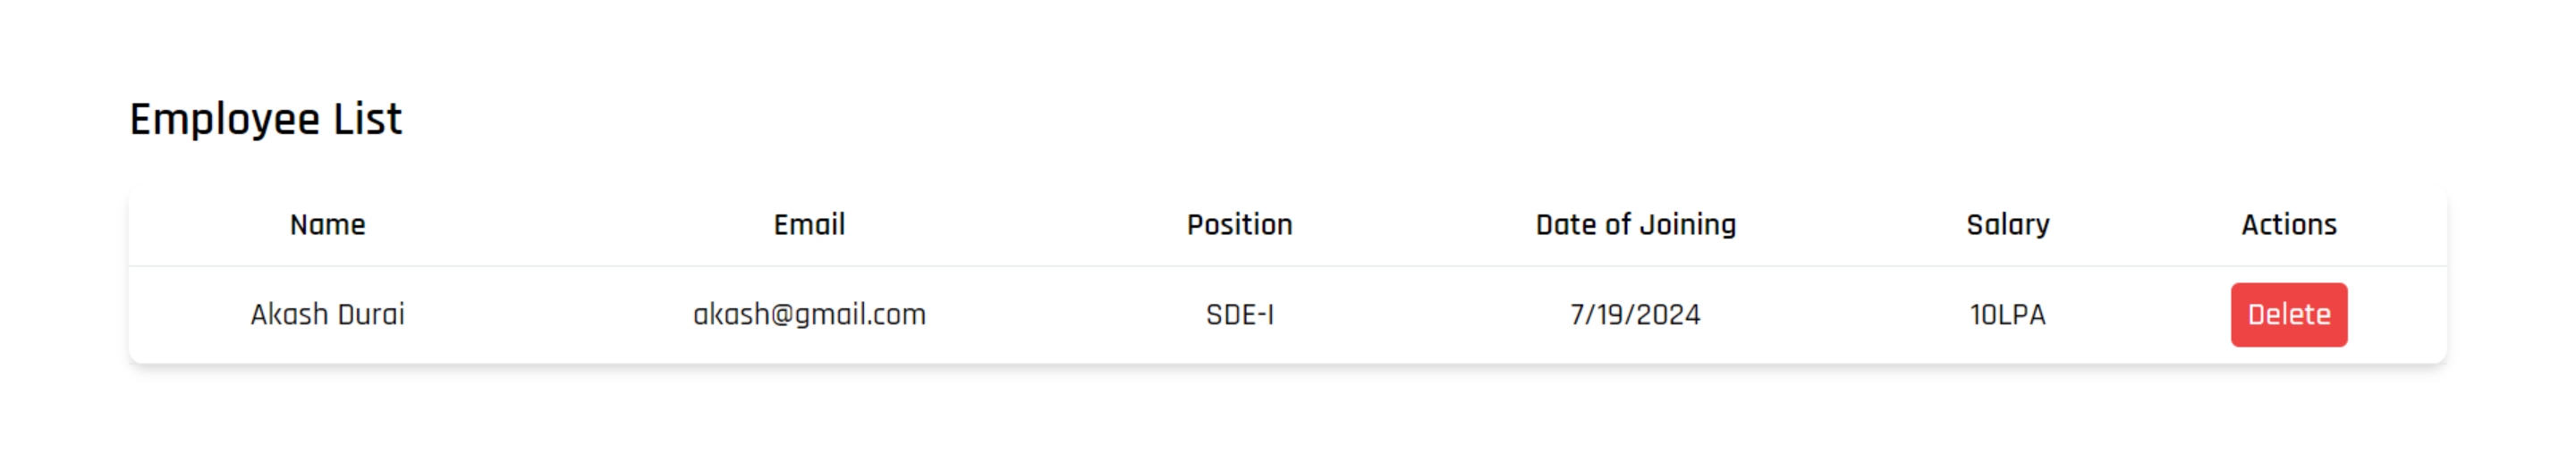 Employee List
Name Email Position Date of Joining Salary Actions
Akash Durai akash@gmail.com SDE-I 7/19/2024 10LPA Delete